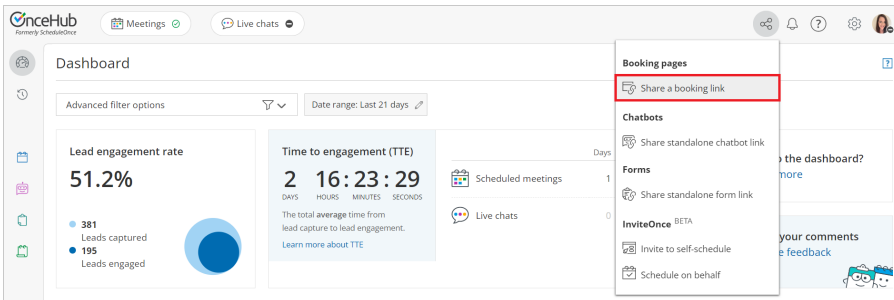 OnceHub
Formerly ScheduleOnce
Meetings
Live chats
?
Dashboard
?
Advanced filter options
Date range: Last 21 days
Lead engagement rate
51.2%
381
Leads captured
195
Leads engaged
Time to engagement (TTE)
2 16:23:29
DAYS HOURS MINUTES SECONDS
The total average time from
lead capture to lead engagement.
Learn more about TTE
Days
Scheduled meetings 1
Live chats 0
Booking pages
Share a booking link
Chatbots
Share standalone chatbot link
Forms
Share standalone form link
InviteOnce BETA
Invite to self-schedule
Schedule on behalf
the dashboard?
more
your comments
feedback